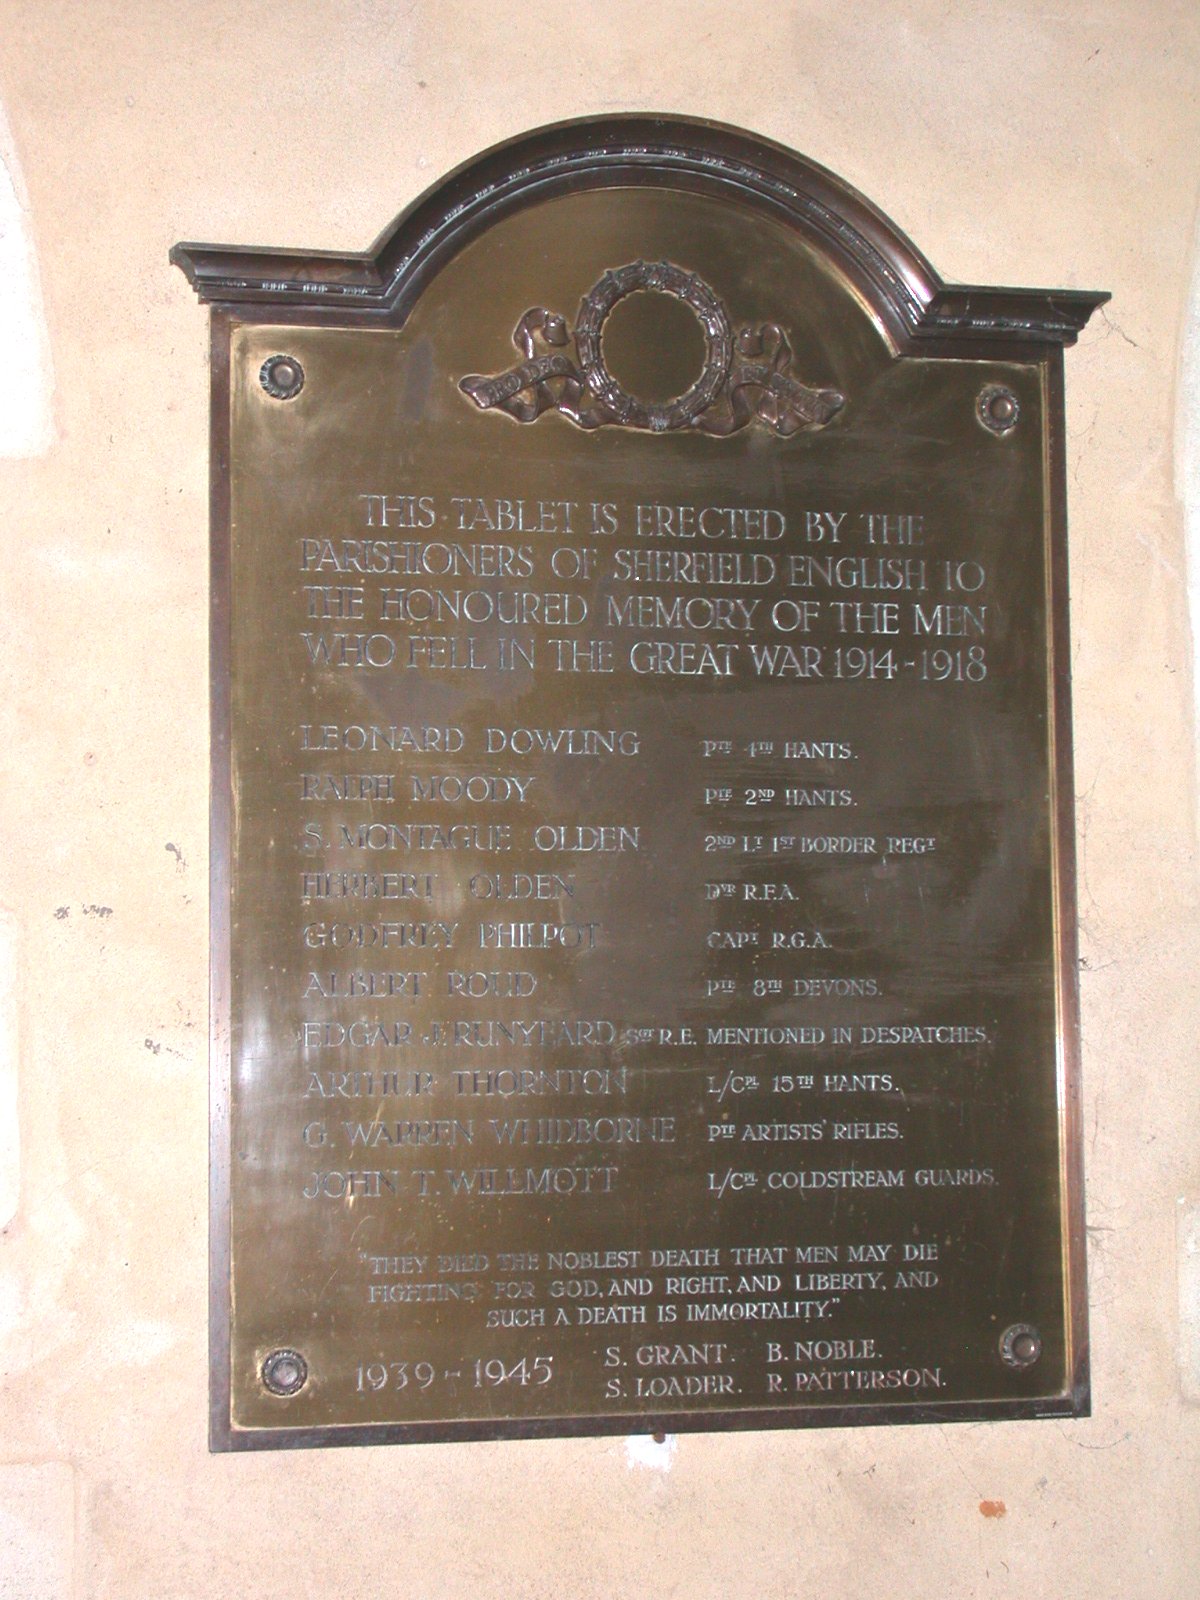 PRO DEO
THIS TABLET IS ERECTED BY THE
PARISHIONERS OF SHERFIELD ENGLISH TO
THE HONOURED MEMORY OF THE MEN
WHO FELL IN THE GREAT WAR 1914-1918
LEONARD DOWLING PTE 4TH HANTS.
RALPH MOODY PTE 2ND HANTS.
S. MONTAGUE OLDEN 2ND LT 1ST BORDER REGT
HERBERT OLDEN DVR R.F.A.
GODFREY PHILPOT CAPT R.G.A.
ALBERT ROUD PTE 8TH DEVONS.
EDGAR J. RUNYEARD SGT R.E. MENTIONED IN DESPATCHES.
ARTHUR THORNTON L/CPL 15TH HANTS.
G. WARREN WHIDBORNE PTE ARTISTS' RIFLES.
JOHN T. WILLMOTT L/CPL COLDSTREAM GUARDS.
"THEY DIED THE NOBLEST DEATH THAT MEN MAY DIE
FIGHTING FOR GOD, AND RIGHT, AND LIBERTY, AND
SUCH A DEATH IS IMMORTALITY."
1939-1945 S. GRANT. B. NOBLE.
S. LOADER. R. PATTERSON.